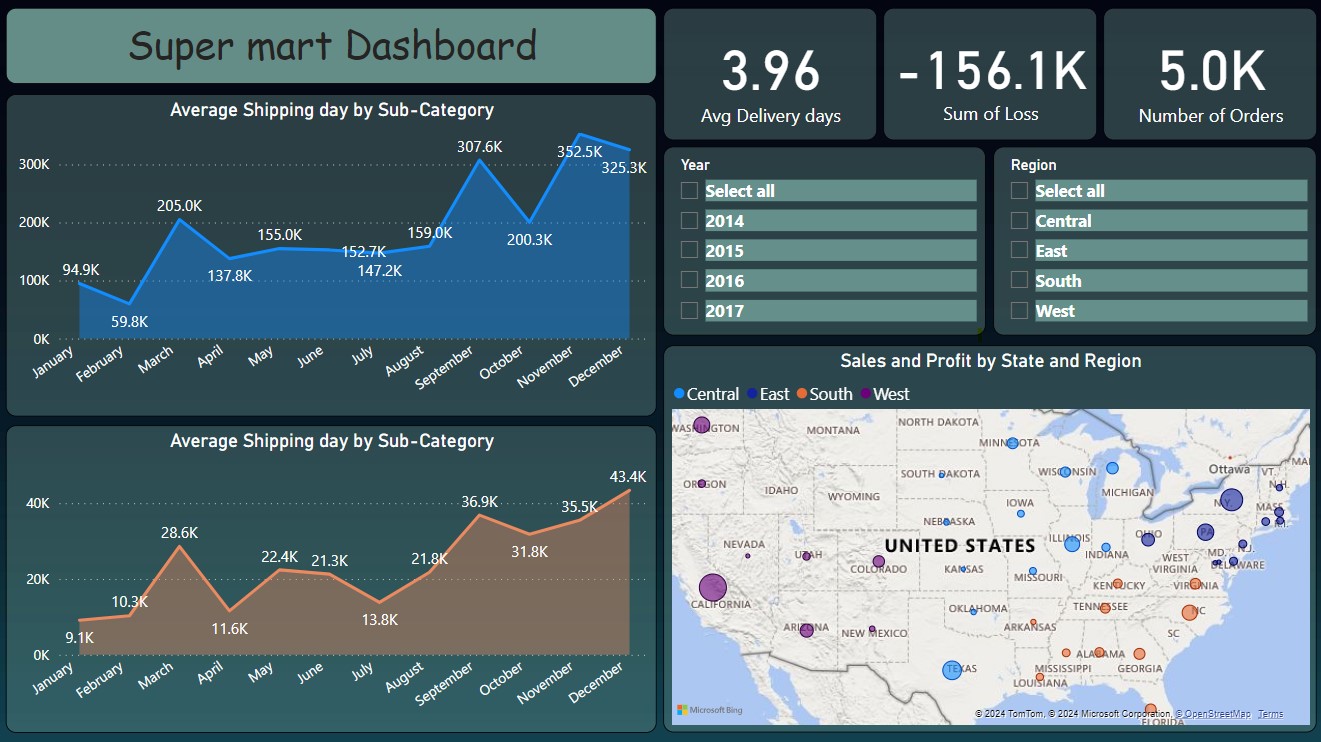 Super mart Dashboard
3.96
Avg Delivery days
-156.1K
Sum of Loss
5.0K
Number of Orders
Average Shipping day by Sub-Category
300K
200K
100K
0K
94.9K
59.8K
205.0K
137.8K
155.0K
152.7K
147.2K
159.0K
307.6K
200.3K
352.5K
325.3K
January
February
March
April
May
June
July
August
September
October
November
December
Year
Select all
2014
2015
2016
2017
Region
Select all
Central
East
South
West
Average Shipping day by Sub-Category
40K
20K
0K
9.1K
10.3K
28.6K
11.6K
22.4K
21.3K
13.8K
21.8K
36.9K
31.8K
35.5K
43.4K
January
February
March
April
May
June
July
August
September
October
November
December
Sales and Profit by State and Region
Central East South West
WASHINGTON
MONTANA
NORTH DAKOTA
MINNESOTA
OREGON
IDAHO
WYOMING
SOUTH DAKOTA
WISCONSIN
MICHIGAN
Ottawa
VT.
MAI
N.H.
N.Y.
MASS.
R.I.
IOWA
NEBRASKA
NEVADA
UTAH
COLORADO
UNITED STATES
KANSAS
ILLINOIS
INDIANA
OHIO
PA
N.J.
MD.
DELAWARE
WEST
VIRGINIA
VIRGINIA
MISSOURI
KENTUCKY
CALIFORNIA
ARIZONA
NEW MEXICO
OKLAHOMA
ARKANSAS
TENNESSEE
NC
SC
TEXAS
ALABAMA
MISSISSIPPI
GEORGIA
LOUISIANA
FLORIDA
Microsoft Bing
© 2024 TomTom, © 2024 Microsoft Corporation, © OpenStreetMap Terms